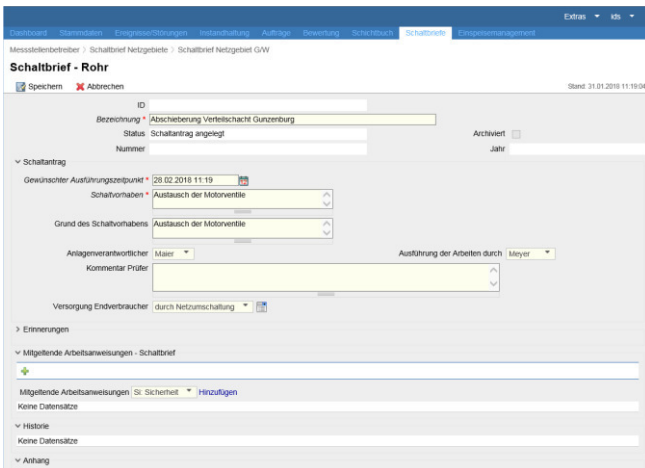 Extras ids
Dashboard Stammdaten Ereignisse/Störungen Instandhaltung Aufträge Bewertung Schichtbuch Schaltbriefe Einspeisemanagement
Messstellenbetreiber > Schaltbrief Netzgebiete > Schaltbrief Netzgebiet G/W
Schaltbrief - Rohr
Speichern Abbrechen Stand: 31.01.2018 11:19:04
ID
Bezeichnung * Abschieberung Verteilschacht Gunzenburg
Status Schaltantrag angelegt Archiviert
Nummer Jahr
Schaltantrag
Gewünschter Ausführungszeitpunkt * 28.02.2018 11:19
Schaltvorhaben * Austausch der Motorventile
Grund des Schaltvorhabens Austausch der Motorventile
Anlagenverantwortlicher Maier Ausführung der Arbeiten durch Meyer
Kommentar Prüfer
Versorgung Endverbraucher durch Netzumschaltung
Erinnerungen
Mitgeltende Arbeitsanweisungen - Schaltbrief
Mitgeltende Arbeitsanweisungen Si: Sicherheit Hinzufügen
Keine Datensätze
Historie
Keine Datensätze
Anhang